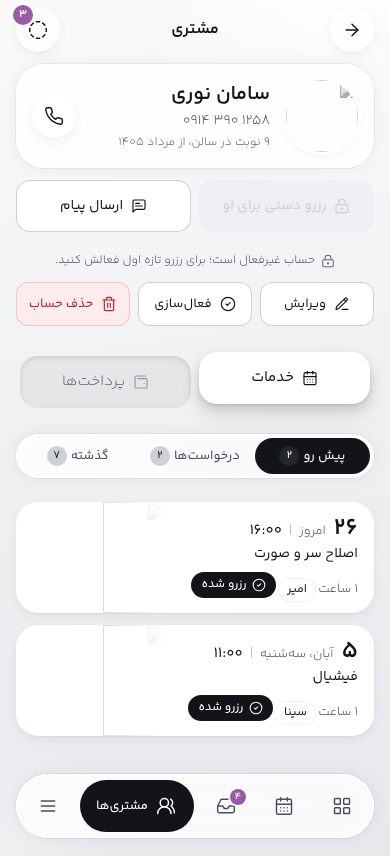 مشتری
۳
سامان نوری
۰۹۱۴ ۳۹۰ ۱۲۵۸
۹ نوبت در سالن، از مرداد ۱۴۰۵
رزرو دستی برای او
ارسال پیام
حساب غیرفعال است؛ برای رزرو تازه اول فعالش کنید.
ویرایش
فعال‌سازی
حذف حساب
خدمات
پرداخت‌ها
پیش رو ۲
درخواست‌ها ۲
گذشته ۷
۲۶ امروز | ۱۶:۰۰
اصلاح سر و صورت
۱ ساعت امیر رزرو شده
۵ آبان، سه‌شنبه | ۱۱:۰۰
فیشیال
۱ ساعت سینا رزرو شده
۴
مشتری‌ها